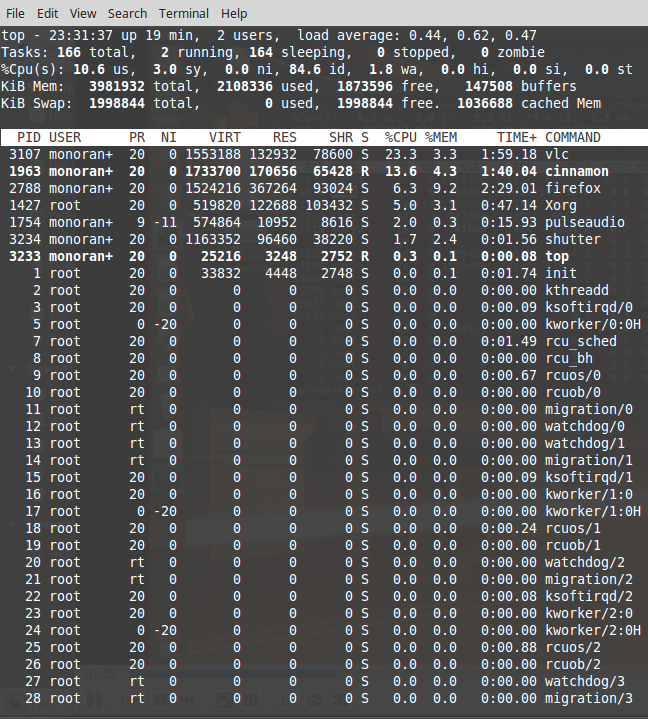 File Edit View Search Terminal Help
top - 23:31:37 up 19 min,  2 users,  load average: 0.44, 0.62, 0.47
Tasks: 166 total,   2 running, 164 sleeping,   0 stopped,   0 zombie
%Cpu(s): 10.6 us,  3.0 sy,  0.0 ni, 84.6 id,  1.8 wa,  0.0 hi,  0.0 si,  0.0 st
KiB Mem:   3981932 total,  2108336 used,  1873596 free,   147508 buffers
KiB Swap:  1998844 total,        0 used,  1998844 free.  1036688 cached Mem
PID USER      PR  NI    VIRT    RES    SHR S  %CPU %MEM     TIME+ COMMAND
3107 monoran+  20   0 1553188 132932  78600 S  23.3  3.3   1:59.18 vlc
1963 monoran+  20   0 1733700 170656  65428 R  13.6  4.3   1:40.04 cinnamon
2788 monoran+  20   0 1524216 367264  93024 S   6.3  9.2   2:29.01 firefox
1427 root      20   0  519820 122688 103432 S   5.0  3.1   0:47.14 Xorg
1754 monoran+   9 -11  574864  10952   8616 S   2.0  0.3   0:15.93 pulseaudio
3234 monoran+  20   0 1163352  96460  38220 S   1.7  2.4   0:01.56 shutter
3233 monoran+  20   0   25216   3248   2752 R   0.3  0.1   0:00.08 top
1 root      20   0   33832   4448   2748 S   0.0  0.1   0:01.74 init
2 root      20   0       0      0      0 S   0.0  0.0   0:00.00 kthreadd
3 root      20   0       0      0      0 S   0.0  0.0   0:00.09 ksoftirqd/0
5 root       0 -20       0      0      0 S   0.0  0.0   0:00.00 kworker/0:0H
7 root      20   0       0      0      0 S   0.0  0.0   0:01.49 rcu_sched
8 root      20   0       0      0      0 S   0.0  0.0   0:00.00 rcu_bh
9 root      20   0       0      0      0 S   0.0  0.0   0:00.67 rcuos/0
10 root      20   0       0      0      0 S   0.0  0.0   0:00.00 rcuob/0
11 root      rt   0       0      0      0 S   0.0  0.0   0:00.00 migration/0
12 root      rt   0       0      0      0 S   0.0  0.0   0:00.00 watchdog/0
13 root      rt   0       0      0      0 S   0.0  0.0   0:00.00 watchdog/1
14 root      rt   0       0      0      0 S   0.0  0.0   0:00.00 migration/1
15 root      20   0       0      0      0 S   0.0  0.0   0:00.09 ksoftirqd/1
16 root      20   0       0      0      0 S   0.0  0.0   0:00.00 kworker/1:0
17 root       0 -20       0      0      0 S   0.0  0.0   0:00.00 kworker/1:0H
18 root      20   0       0      0      0 S   0.0  0.0   0:00.24 rcuos/1
19 root      20   0       0      0      0 S   0.0  0.0   0:00.00 rcuob/1
20 root      rt   0       0      0      0 S   0.0  0.0   0:00.00 watchdog/2
21 root      rt   0       0      0      0 S   0.0  0.0   0:00.00 migration/2
22 root      20   0       0      0      0 S   0.0  0.0   0:00.08 ksoftirqd/2
23 root      20   0       0      0      0 S   0.0  0.0   0:00.00 kworker/2:0
24 root       0 -20       0      0      0 S   0.0  0.0   0:00.00 kworker/2:0H
25 root      20   0       0      0      0 S   0.0  0.0   0:00.88 rcuos/2
26 root      20   0       0      0      0 S   0.0  0.0   0:00.00 rcuob/2
27 root      rt   0       0      0      0 S   0.0  0.0   0:00.00 watchdog/3
28 root      rt   0       0      0      0 S   0.0  0.0   0:00.00 migration/3